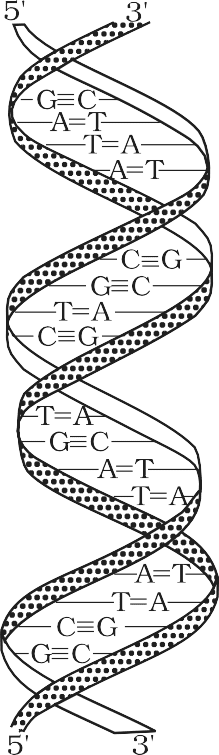 5' 3'
G≡C
A=T
T=A
A=T
C≡G
G≡C
T=A
C≡G
T=A
G≡C
A=T
T=A
A=T
T=A
C≡G
G≡C
5' 3'